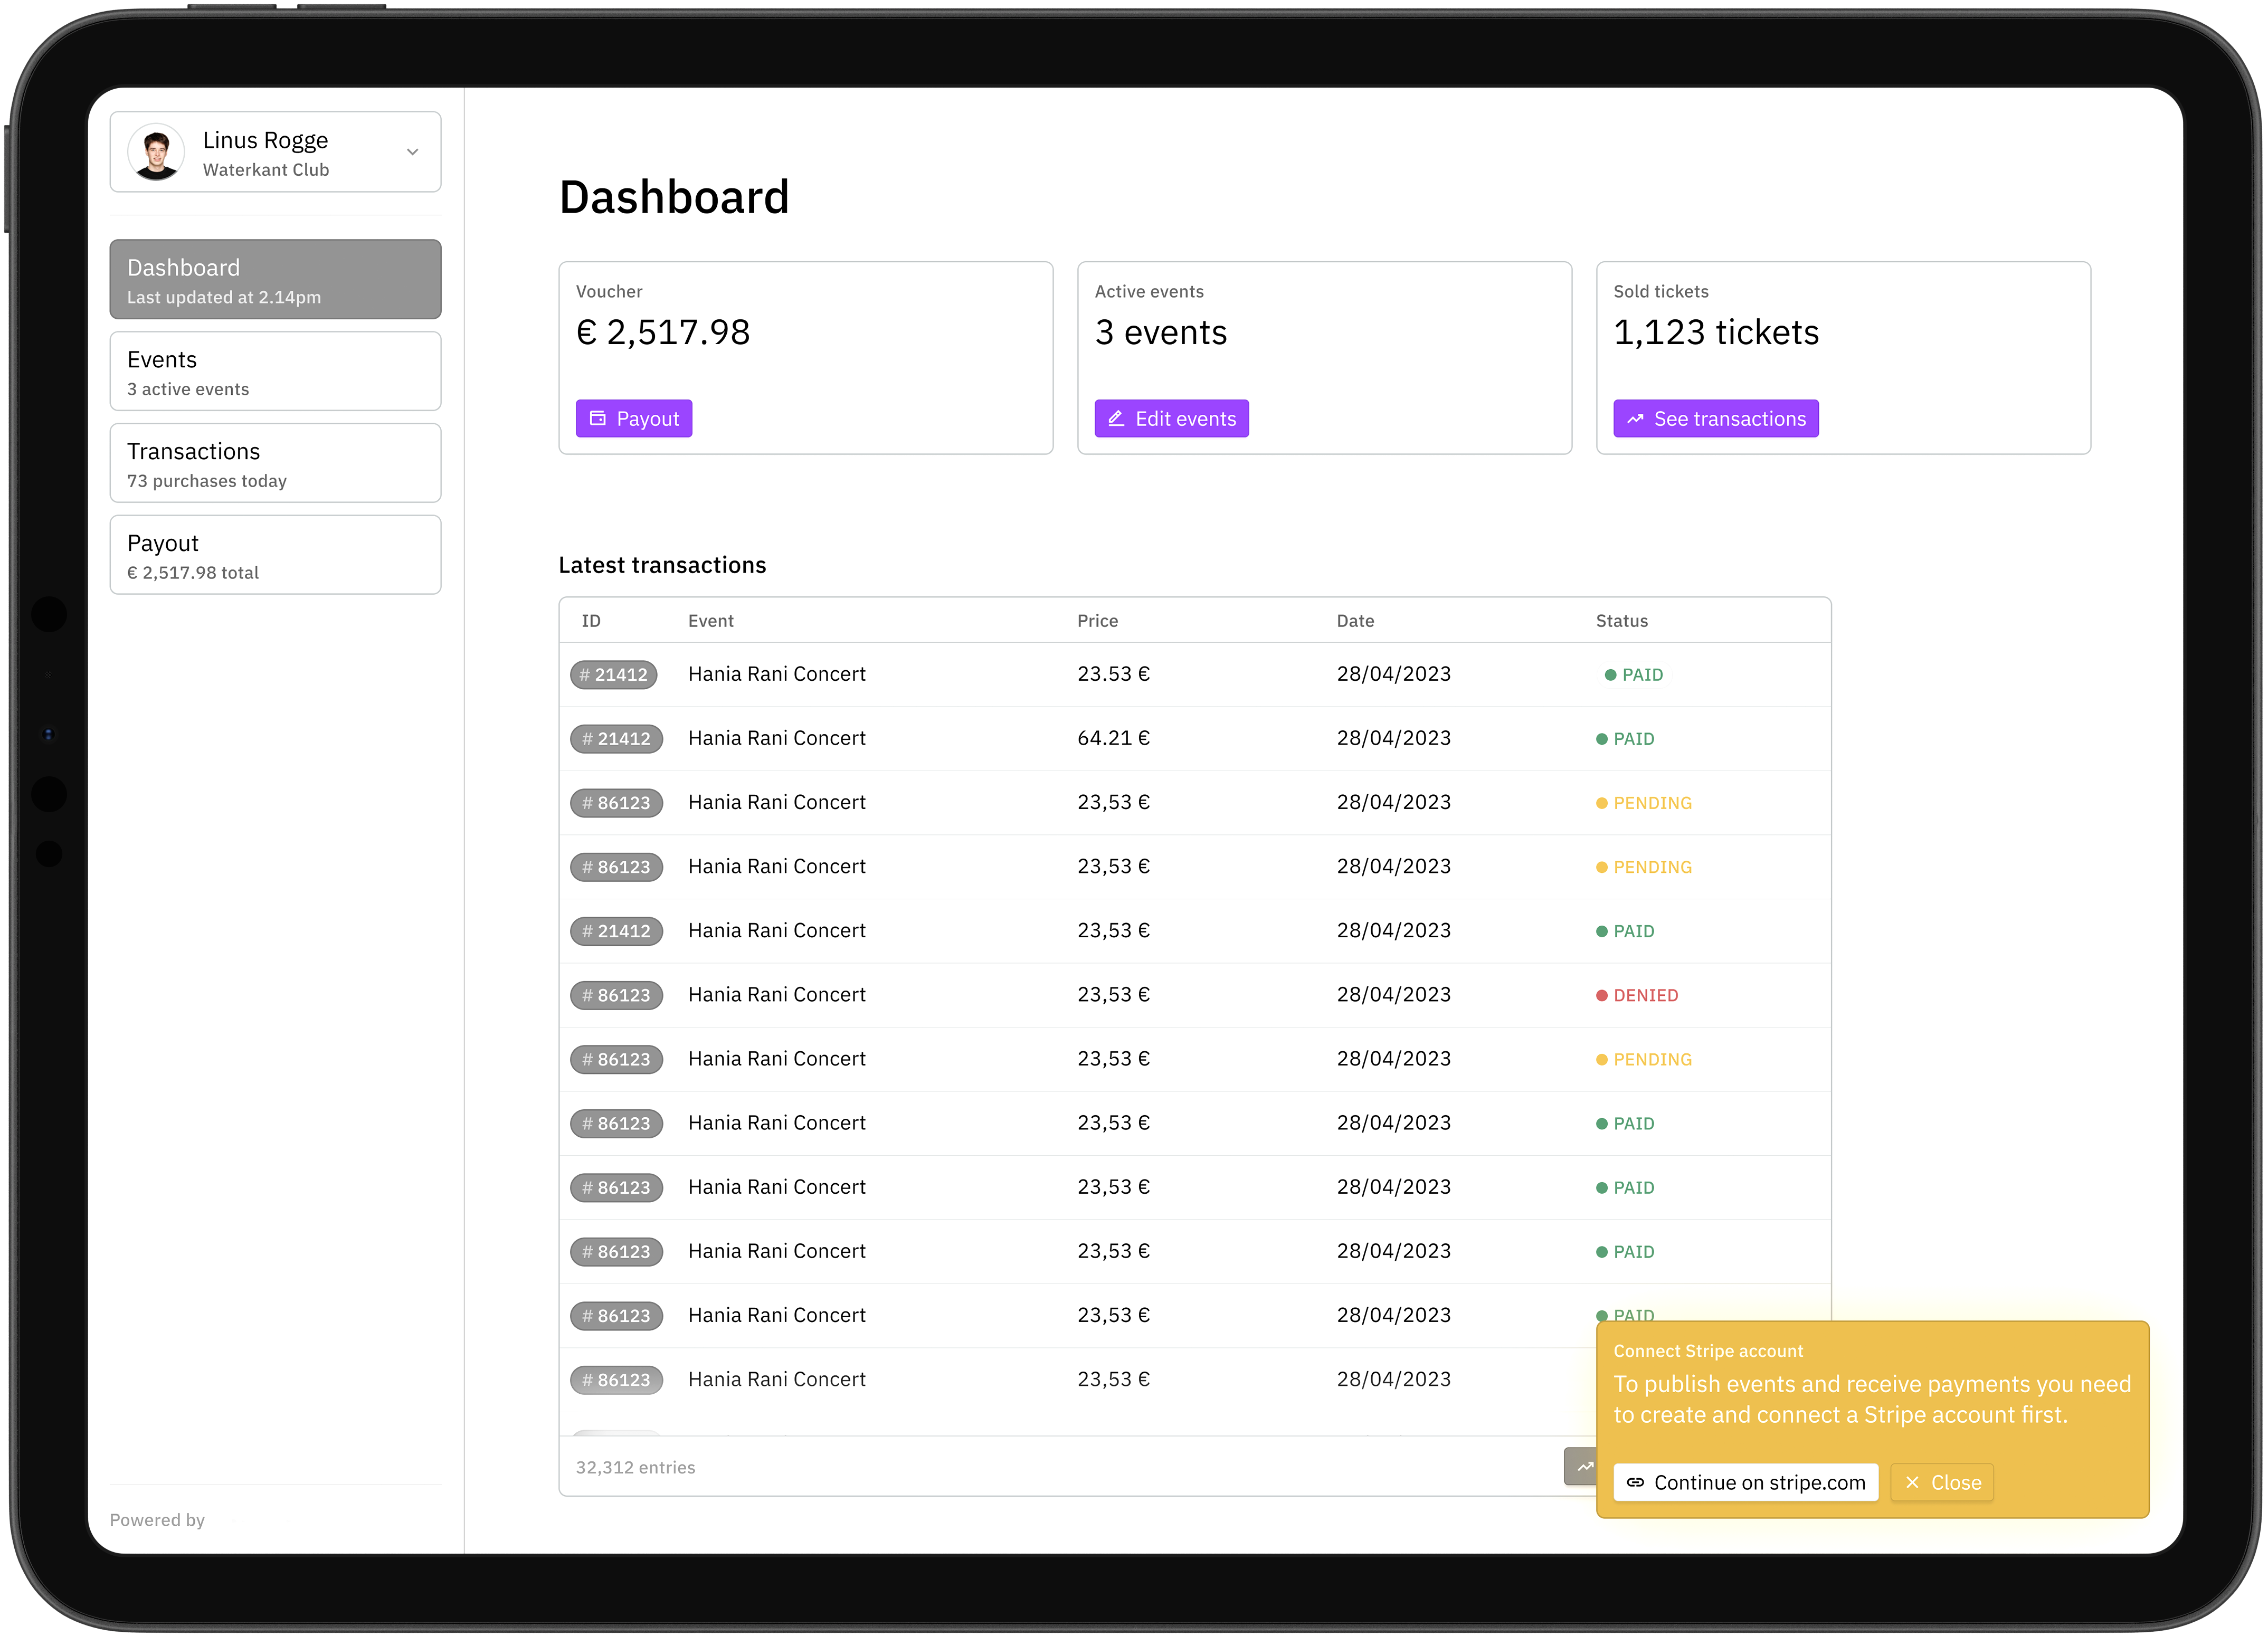 Linus Rogge
Waterkant Club
Dashboard
Last updated at 2.14pm
Events
3 active events
Transactions
73 purchases today
Payout
€ 2,517.98 total
Powered by
Dashboard
Voucher
€ 2,517.98
Payout
Active events
3 events
Edit events
Sold tickets
1,123 tickets
See transactions
Latest transactions
ID Event Price Date Status
# 21412 Hania Rani Concert 23.53 € 28/04/2023 PAID
# 21412 Hania Rani Concert 64.21 € 28/04/2023 PAID
# 86123 Hania Rani Concert 23,53 € 28/04/2023 PENDING
# 86123 Hania Rani Concert 23,53 € 28/04/2023 PENDING
# 21412 Hania Rani Concert 23,53 € 28/04/2023 PAID
# 86123 Hania Rani Concert 23,53 € 28/04/2023 DENIED
# 86123 Hania Rani Concert 23,53 € 28/04/2023 PENDING
# 86123 Hania Rani Concert 23,53 € 28/04/2023 PAID
# 86123 Hania Rani Concert 23,53 € 28/04/2023 PAID
# 86123 Hania Rani Concert 23,53 € 28/04/2023 PAID
# 86123 Hania Rani Concert 23,53 € 28/04/2023 PAID
# 86123 Hania Rani Concert 23,53 € 28/04/2023
32,312 entries
Connect Stripe account
To publish events and receive payments you need
to create and connect a Stripe account first.
Continue on stripe.com
Close